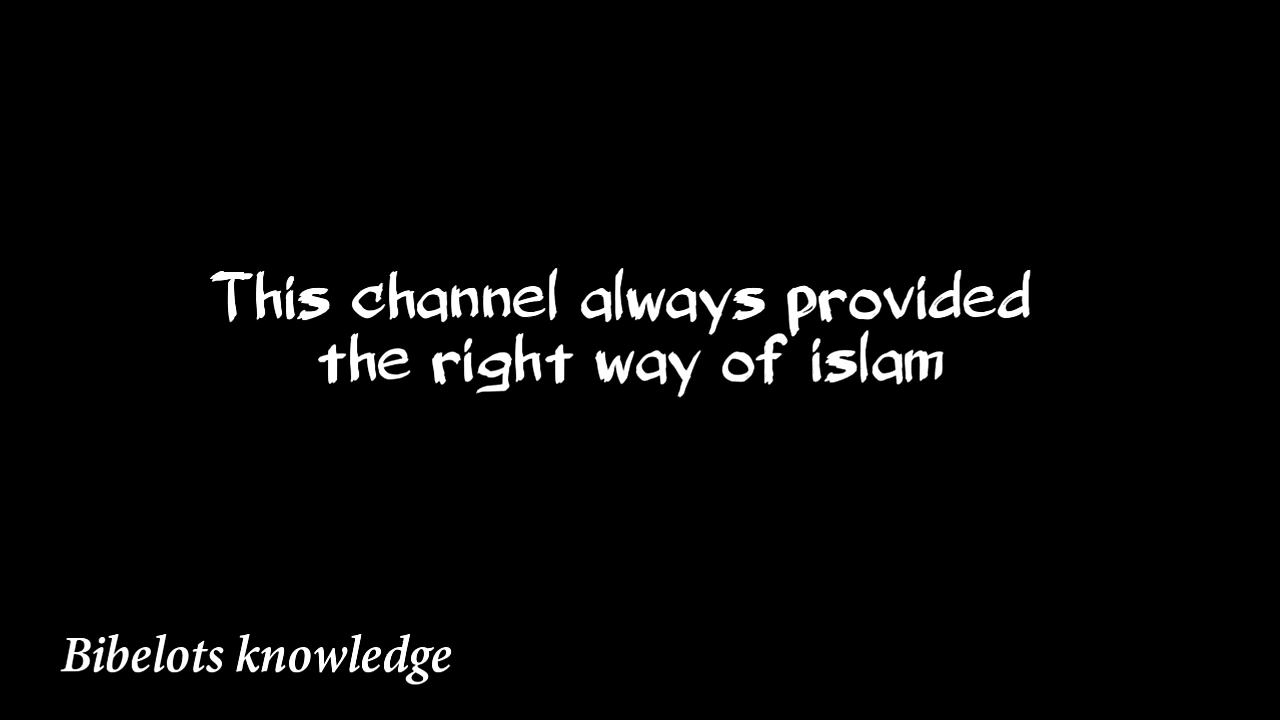 This channel always provided
the right way of islam
Bibelots knowledge